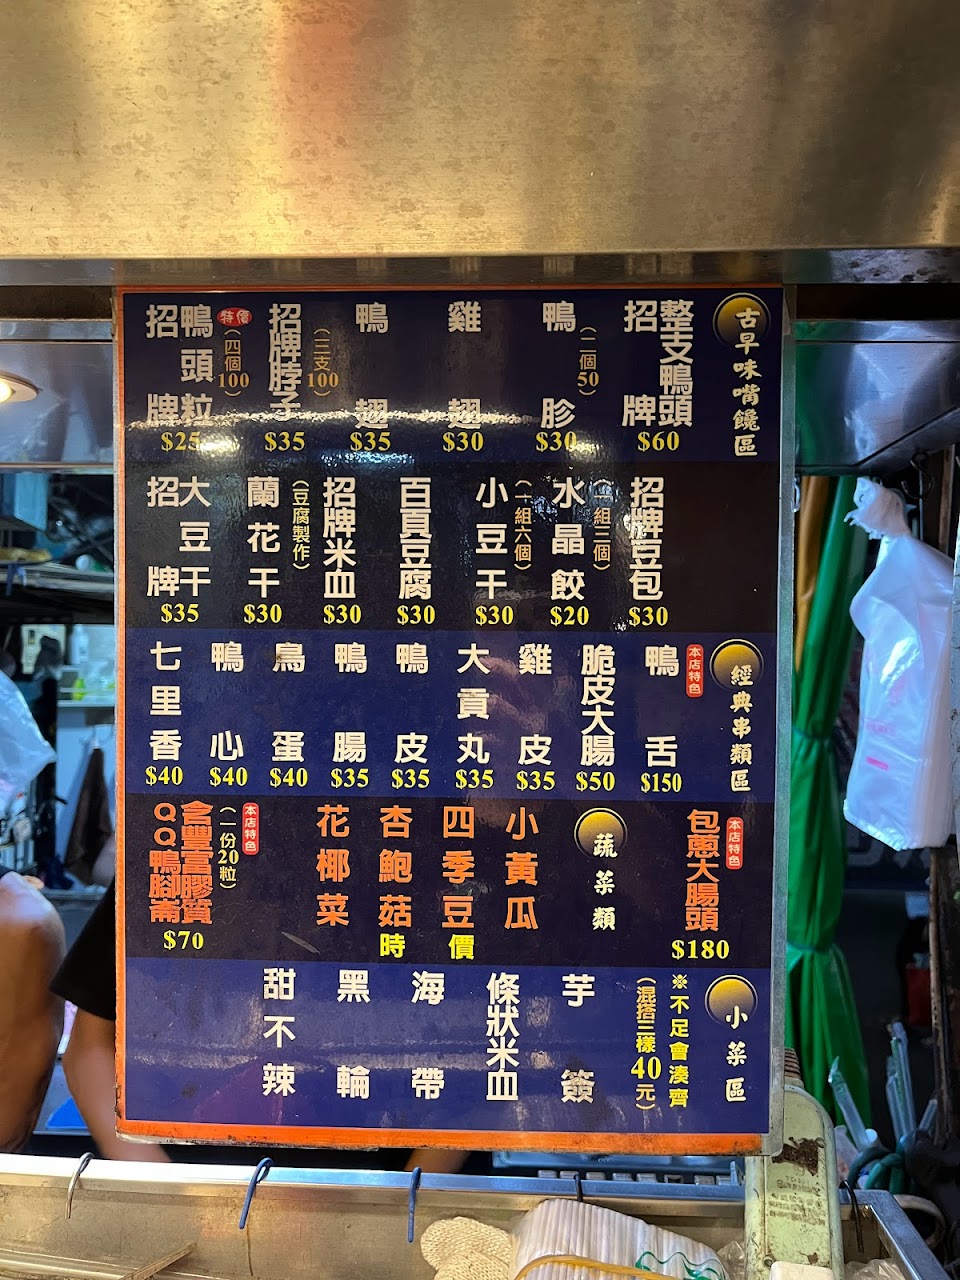 古早味嘴饞區
招牌整支鴨頭
$60
鴨胗
(二個50)
$30
雞翅
$30
鴨翅
$35
招牌脖子
(三支100)
$35
招牌鴨頭粒
特價
(四個100)
$25
招牌豆包
$30
水晶餃
(一組三個)
$20
小豆干
(一組六個)
$30
百頁豆腐
$30
招牌米血
$30
蘭花干
(豆腐製作)
$30
招牌大豆干
$35
經典串類區
鴨舌
本店特色
$150
脆皮大腸
$50
雞皮
$35
大貢丸
$35
鴨皮
$35
鴨腸
$35
鳥蛋
$40
鴨心
$40
七里香
$40
包蔥大腸頭
本店特色
$180
蔬菜類
小黃瓜
四季豆
杏鮑菇
花椰菜
時價
本店特色
(一份20粒)
含豐富膠質
QQ鴨腳崙
$70
小菜區
※不足會湊齊
(混搭三樣40元)
芋簽
條狀米血
海帶
黑輪
甜不辣